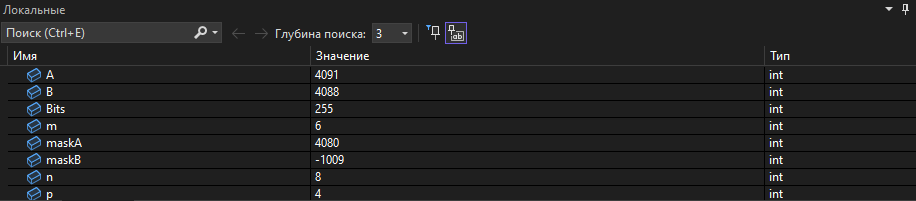 Локальные
Поиск (Ctrl+E) Глубина поиска: 3
Имя Значение Тип
A 4091 int
B 4088 int
Bits 255 int
m 6 int
maskA 4080 int
maskB -1009 int
n 8 int
p 4 int